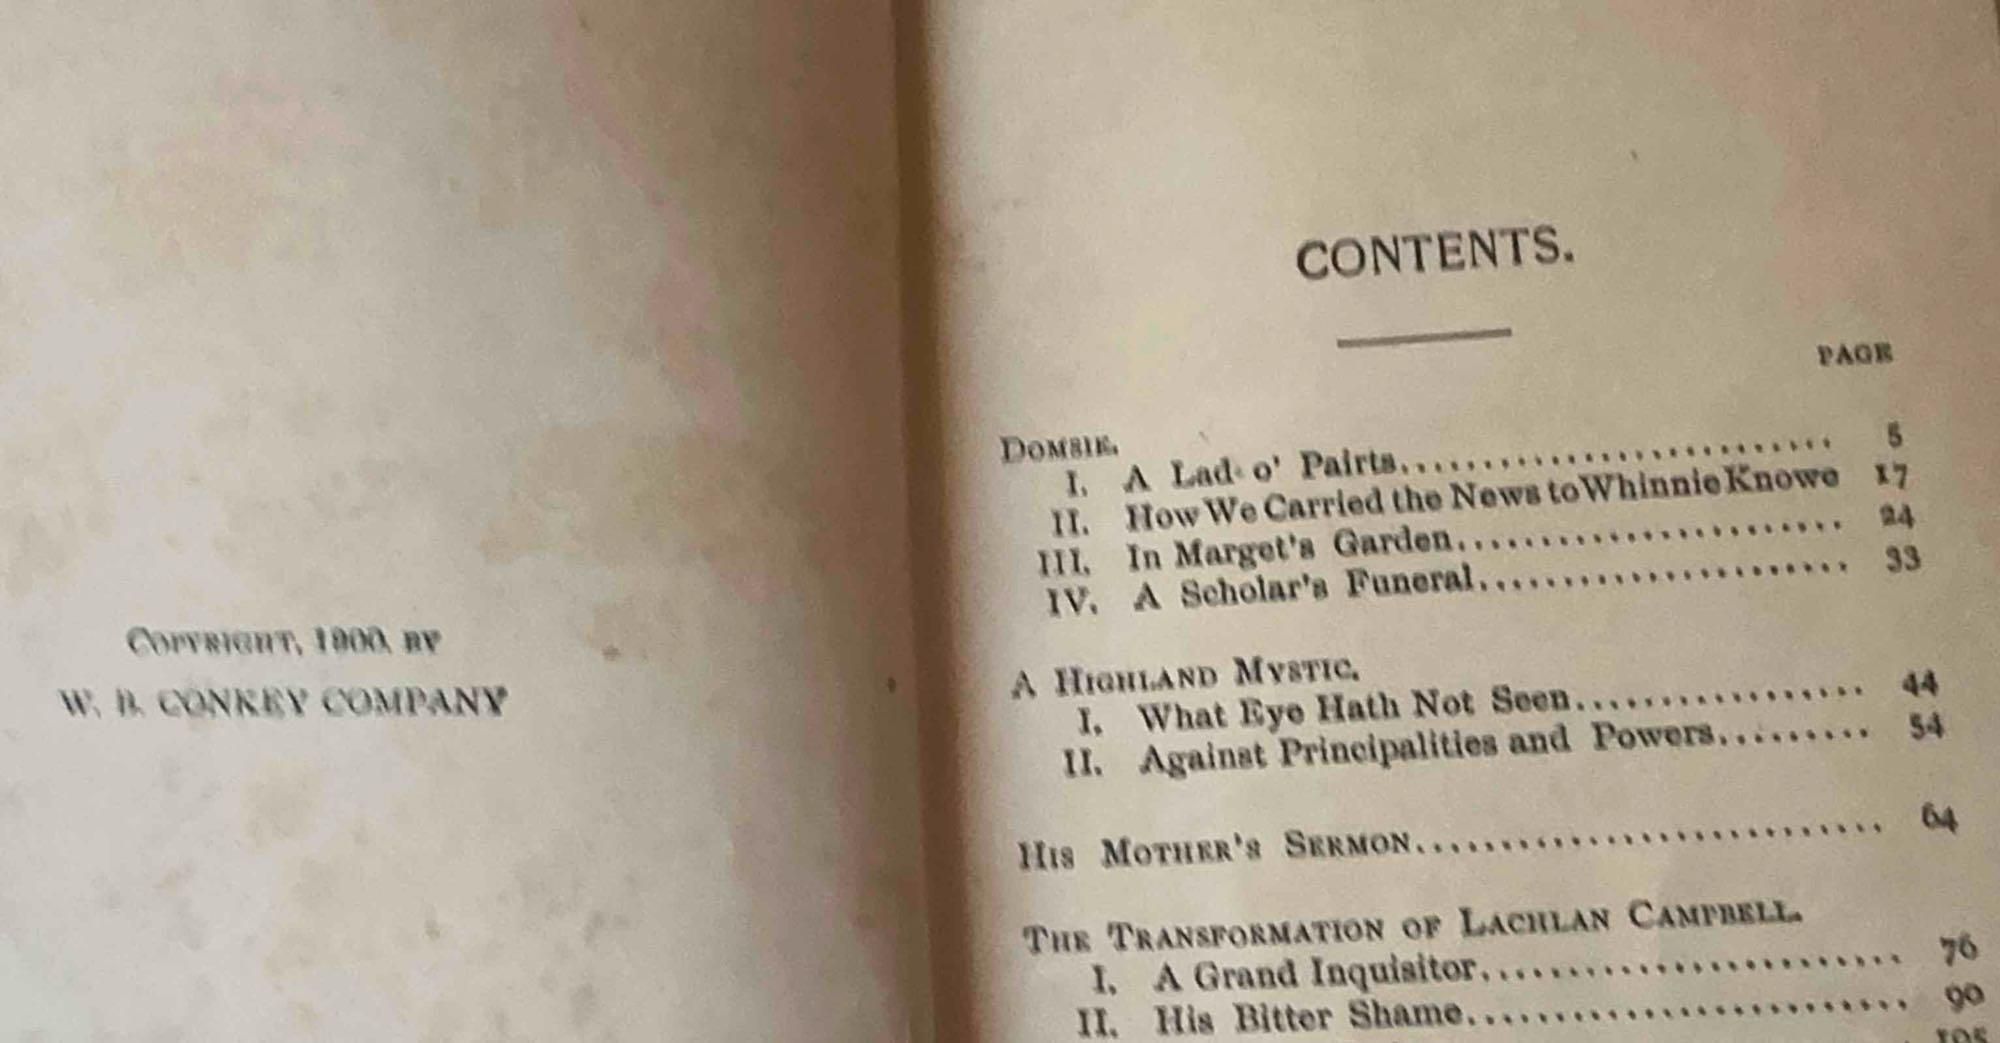 COPYRIGHT, 1900, BY
W. B. CONKEY COMPANY
CONTENTS.
PAGE
DOMSIE.
I. A Lad o' Pairts.......................... 5
II. How We Carried the News to Whinnie Knowe 17
III. In Marget's Garden........................ 24
IV. A Scholar's Funeral....................... 33
A HIGHLAND MYSTIC.
I. What Eye Hath Not Seen.................. 44
II. Against Principalities and Powers.......... 54
HIS MOTHER'S SERMON............................. 64
THE TRANSFORMATION OF LACHLAN CAMPBELL.
I. A Grand Inquisitor......................... 76
II. His Bitter Shame.......................... 90
105